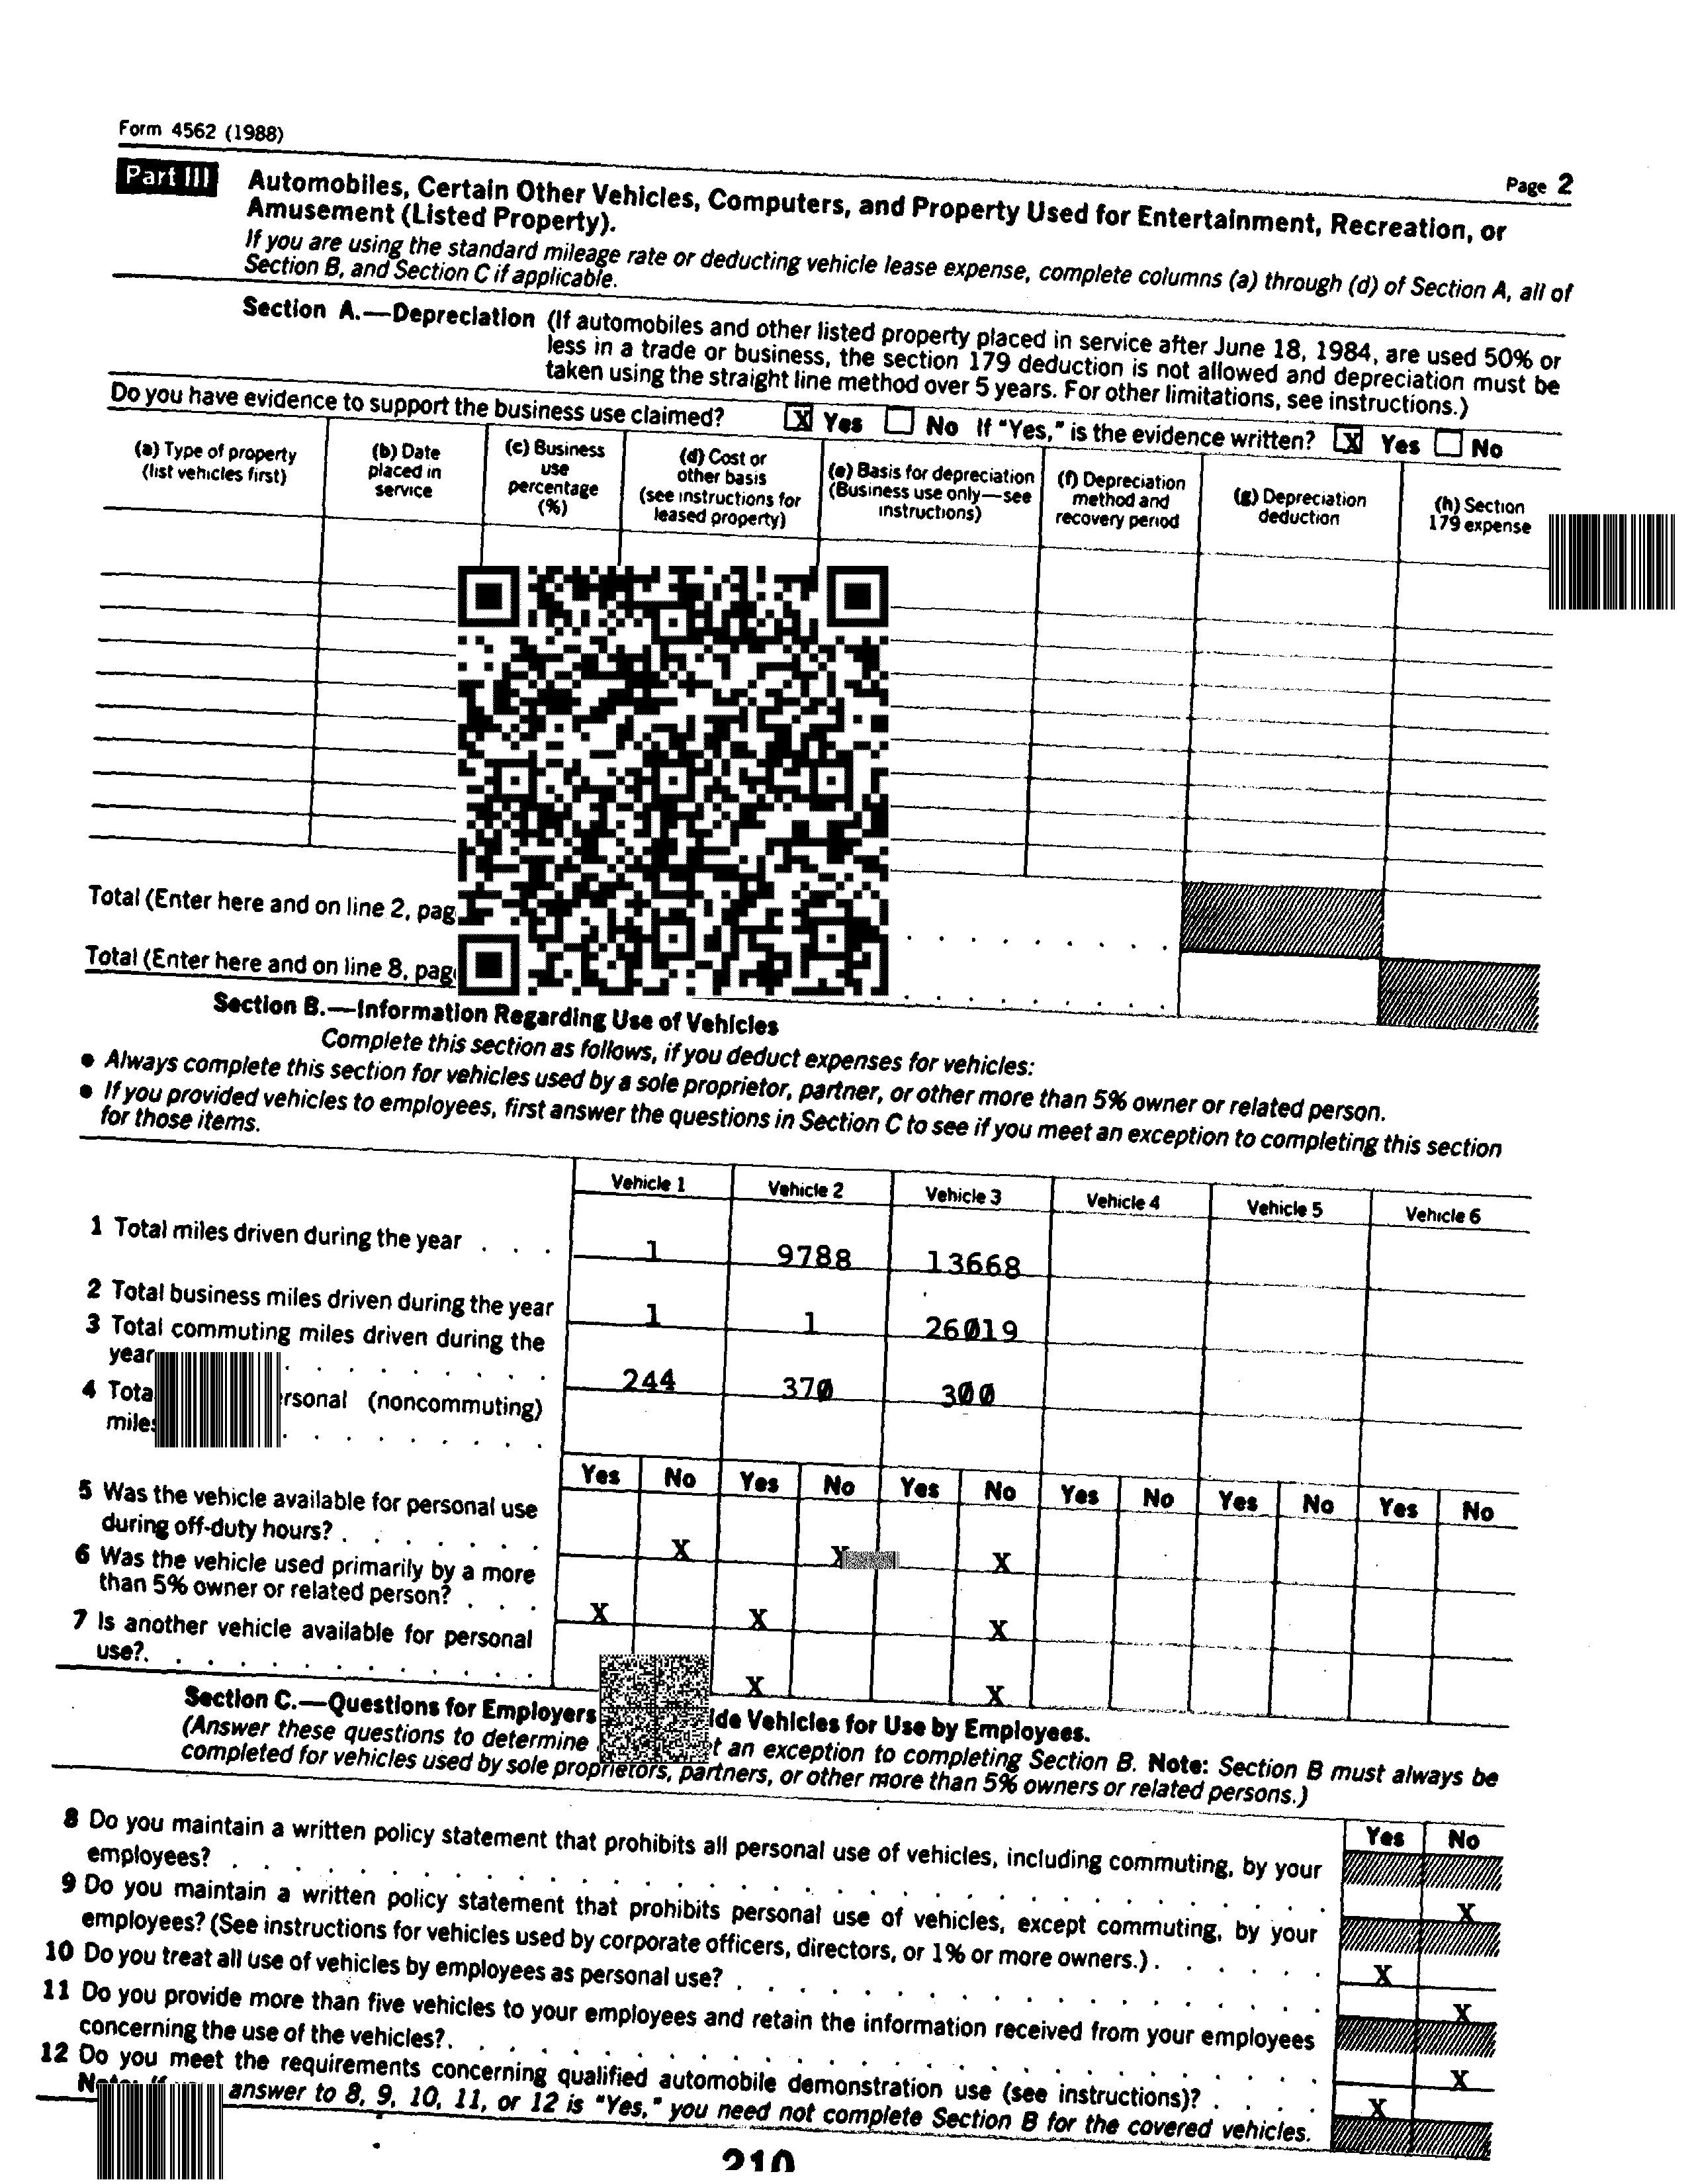 Form 4562 (1988)
Page 2
Part III Automobiles, Certain Other Vehicles, Computers, and Property Used for Entertainment, Recreation, or
Amusement (Listed Property).
If you are using the standard mileage rate or deducting vehicle lease expense, complete columns (a) through (d) of Section A, all of
Section B, and Section C if applicable.
Section A.—Depreciation (If automobiles and other listed property placed in service after June 18, 1984, are used 50% or
less in a trade or business, the section 179 deduction is not allowed and depreciation must be
taken using the straight line method over 5 years. For other limitations, see instructions.)
Do you have evidence to support the business use claimed? X Yes No If "Yes," is the evidence written? X Yes No
(a) Type of property
(list vehicles first)
(b) Date
placed in
service
(c) Business
use
percentage
(%)
(d) Cost or
other basis
(see instructions for
leased property)
(e) Basis for depreciation
(Business use only—see
instructions)
(f) Depreciation
method and
recovery period
(g) Depreciation
deduction
(h) Section
179 expense
Total (Enter here and on line 2, pag
Total (Enter here and on line 8, pag
Section B.—Information Regarding Use of Vehicles
Complete this section as follows, if you deduct expenses for vehicles:
● Always complete this section for vehicles used by a sole proprietor, partner, or other more than 5% owner or related person.
● If you provided vehicles to employees, first answer the questions in Section C to see if you meet an exception to completing this section
for those items.
Vehicle 1 Vehicle 2 Vehicle 3 Vehicle 4 Vehicle 5 Vehicle 6
1 Total miles driven during the year . . . 1 9788 13668
2 Total business miles driven during the year 1 1 26019
3 Total commuting miles driven during the
year . . . . . . . . 244 370 300
4 Tota rsonal (noncommuting)
miles . . . . . . . .
Yes No Yes No Yes No Yes No Yes No Yes No
5 Was the vehicle available for personal use
during off-duty hours? . . . . . . . X X X
6 Was the vehicle used primarily by a more
than 5% owner or related person? . . . X X X
7 Is another vehicle available for personal
use? . . . . . . . . . . . . X X
Section C.—Questions for Employers ide Vehicles for Use by Employees.
(Answer these questions to determine t an exception to completing Section B. Note: Section B must always be
completed for vehicles used by sole proprietors, partners, or other more than 5% owners or related persons.)
Yes No
8 Do you maintain a written policy statement that prohibits all personal use of vehicles, including commuting, by your
employees? . . . . . . . . . . X
9 Do you maintain a written policy statement that prohibits personal use of vehicles, except commuting, by your
employees? (See instructions for vehicles used by corporate officers, directors, or 1% or more owners.) . . . . . . X
10 Do you treat all use of vehicles by employees as personal use? . . . . . . . . . . X
11 Do you provide more than five vehicles to your employees and retain the information received from your employees
concerning the use of the vehicles? . . . . . . . . . . X
12 Do you meet the requirements concerning qualified automobile demonstration use (see instructions)? . . . . X
answer to 8, 9, 10, 11, or 12 is "Yes," you need not complete Section B for the covered vehicles.
210